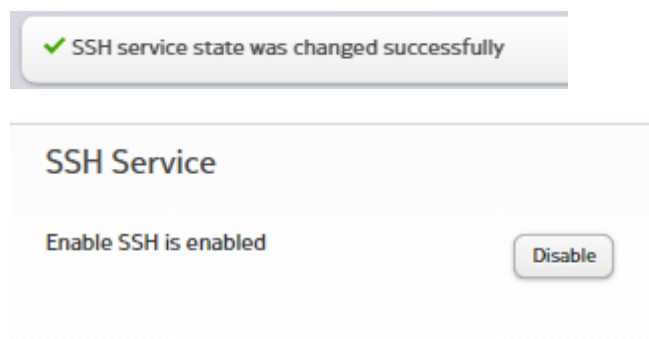 SSH service state was changed successfully
SSH Service
Enable SSH is enabled
Disable